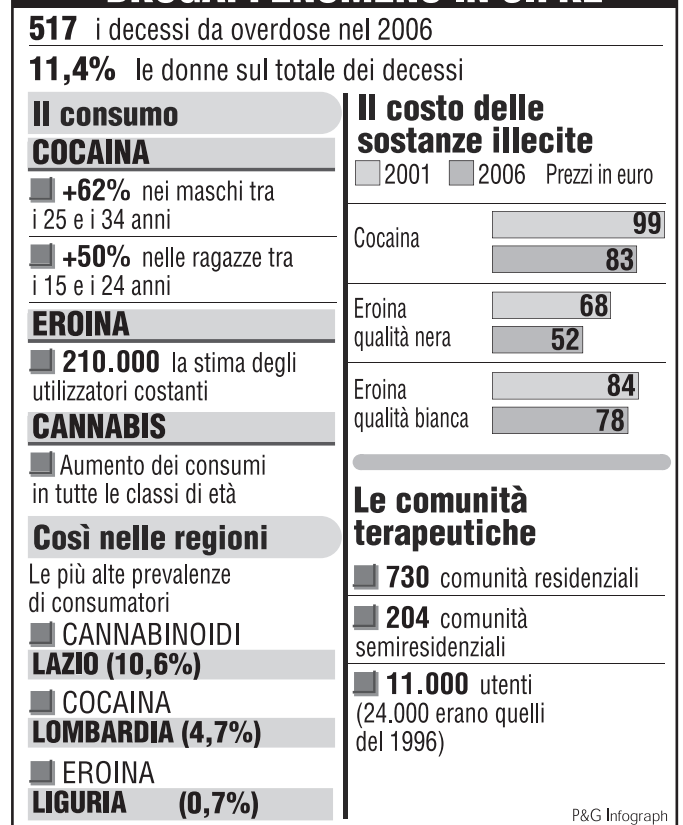 517 i decessi da overdose nel 2006
11,4% le donne sul totale dei decessi
Il consumo
COCAINA
+62% nei maschi tra
i 25 e i 34 anni
+50% nelle ragazze tra
i 15 e i 24 anni
EROINA
210.000 la stima degli
utilizzatori costanti
CANNABIS
Aumento dei consumi
in tutte le classi di età
Così nelle regioni
Le più alte prevalenze
di consumatori
CANNABINOIDI
LAZIO (10,6%)
COCAINA
LOMBARDIA (4,7%)
EROINA
LIGURIA (0,7%)
Il costo delle
sostanze illecite
2001 2006 Prezzi in euro
Cocaina
99
83
Eroina
qualità nera
68
52
Eroina
qualità bianca
84
78
Le comunità
terapeutiche
730 comunità residenziali
204 comunità
semiresidenziali
11.000 utenti
(24.000 erano quelli
del 1996)
P&G Infograph